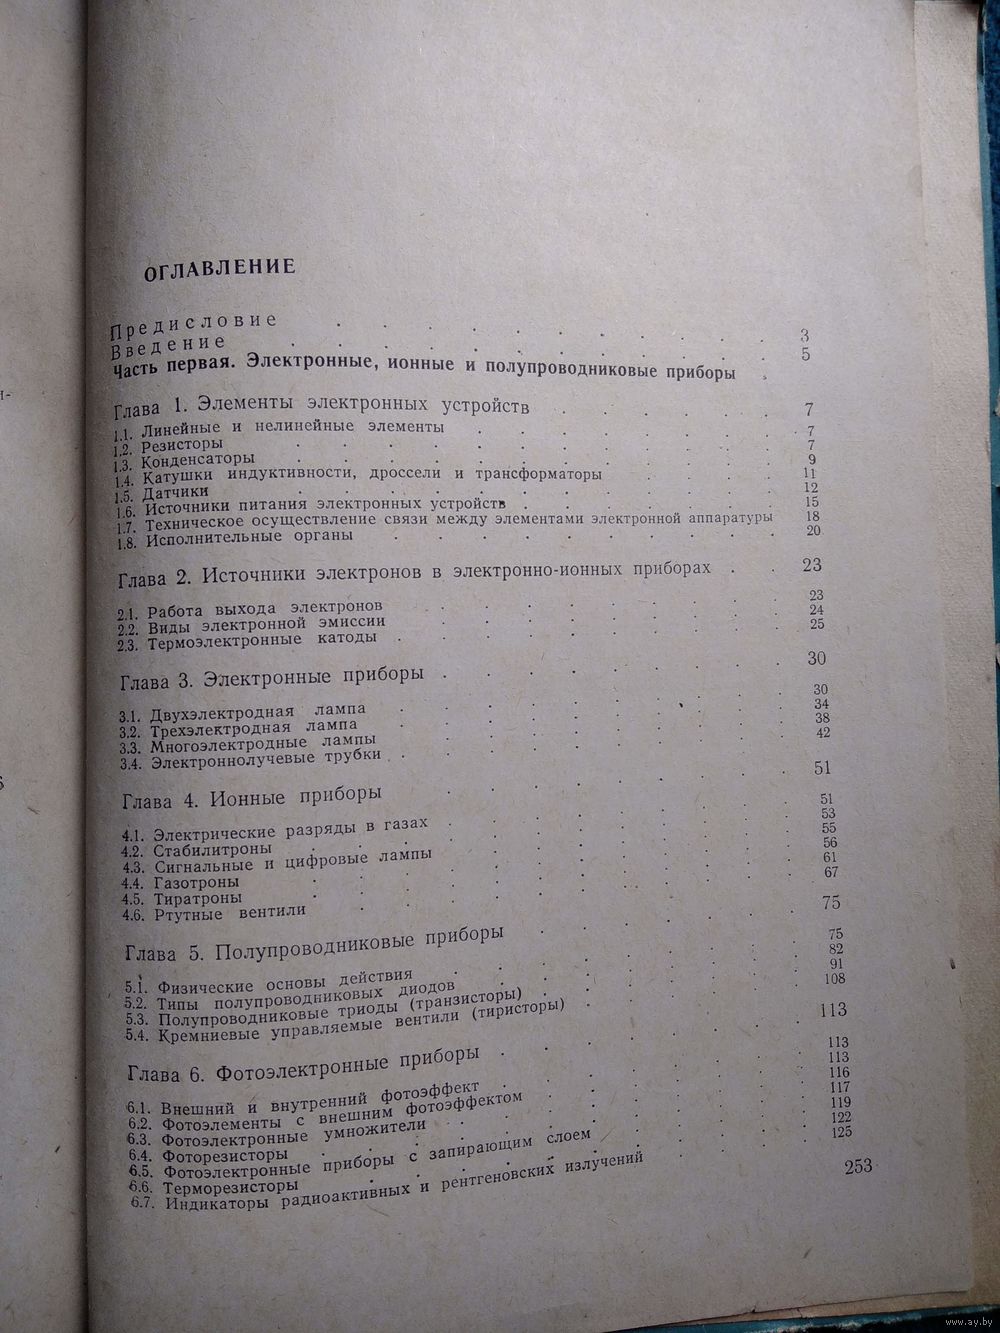 ОГЛАВЛЕНИЕ
Предисловие . . . . . . . . . . 3
Введение . . . . . . . . . . 5
Часть первая. Электронные, ионные и полупроводниковые приборы .
Глава 1. Элементы электронных устройств . . . . . . 7
1.1. Линейные и нелинейные элементы . . . . . . . . 7
1.2. Резисторы . . . . . . . . . . . 7
1.3. Конденсаторы . . . . . . . . . . . 9
1.4. Катушки индуктивности, дроссели и трансформаторы . . . . 11
1.5. Датчики . . . . . . . . . . . 12
1.6. Источники питания электронных устройств . . . . . . . 15
1.7. Техническое осуществление связи между элементами электронной аппаратуры 18
1.8. Исполнительные органы . . . . . . . . . 20
Глава 2. Источники электронов в электронно-ионных приборах . . 23
2.1. Работа выхода электронов . . . . . . . . . 23
2.2. Виды электронной эмиссии . . . . . . . . 24
2.3. Термоэлектронные катоды . . . . . . . . . 25
Глава 3. Электронные приборы . . . . . . . . 30
3.1. Двухэлектродная лампа . . . . . . . . . 30
3.2. Трехэлектродная лампа . . . . . . . . . 34
3.3. Многоэлектродные лампы . . . . . . . . 38
3.4. Электроннолучевые трубки . . . . . . . . . 42
Глава 4. Ионные приборы . . . . . . . . 51
4.1. Электрические разряды в газах . . . . . . . . 51
4.2. Стабилитроны . . . . . . . . . . . 53
4.3. Сигнальные и цифровые лампы . . . . . . . . 55
4.4. Газотроны . . . . . . . . . . . 56
4.5. Тиратроны . . . . . . . . . . . 61
4.6. Ртутные вентили . . . . . . . . . . 67
Глава 5. Полупроводниковые приборы . . . . . . 75
5.1. Физические основы действия . . . . . . . . 75
5.2. Типы полупроводниковых диодов . . . . . . . 82
5.3. Полупроводниковые триоды (транзисторы) . . . . . . 91
5.4. Кремниевые управляемые вентили (тиристоры) . . . . . 108
Глава 6. Фотоэлектронные приборы . . . . . . . 113
6.1. Внешний и внутренний фотоэффект . . . . . . . 113
6.2. Фотоэлементы с внешним фотоэффектом . . . . . . 113
6.3. Фотоэлектронные умножители . . . . . . . . 116
6.4. Фоторезисторы . . . . . . . . . . 117
6.5. Фотоэлектронные приборы с запирающим слоем . . . . 119
6.6. Терморезисторы . . . . . . . . . . 122
6.7. Индикаторы радиоактивных и рентгеновских излучений . . . 125
253
www.ay.by